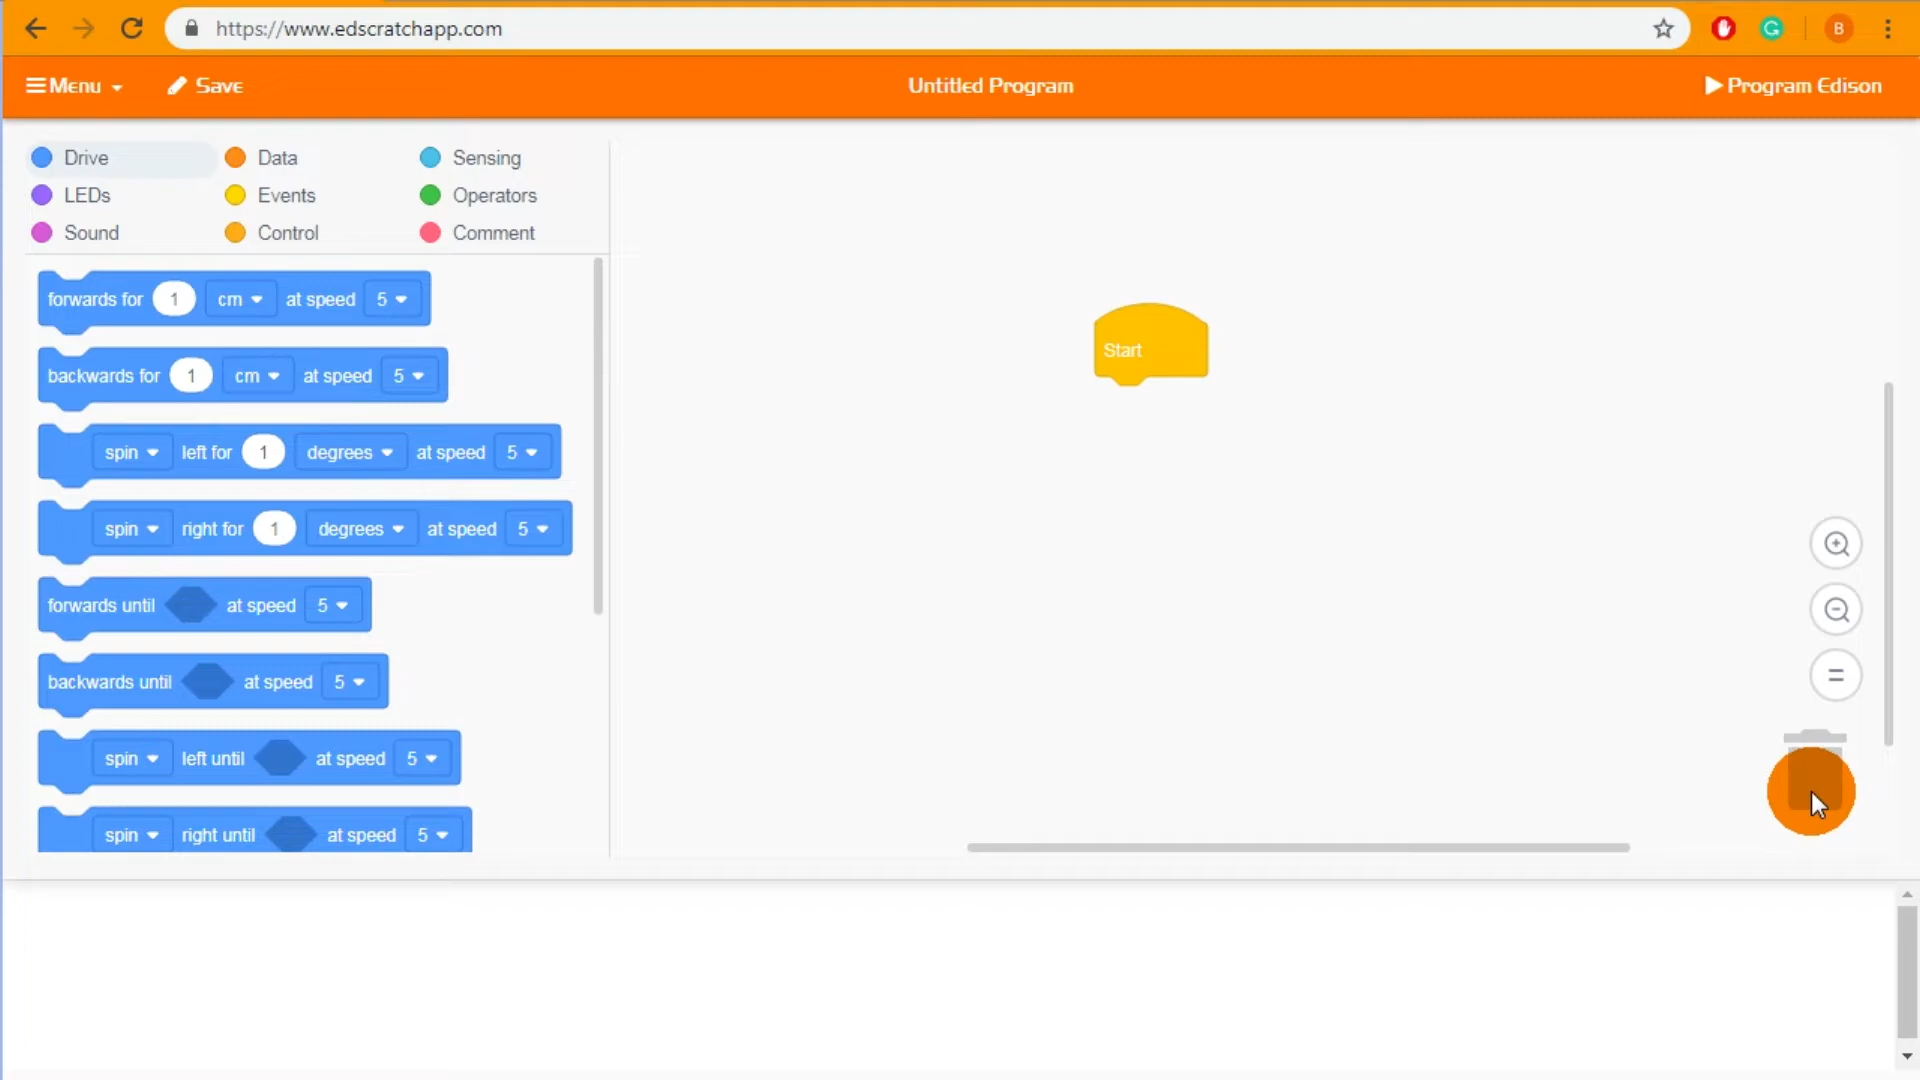 https://www.edscratchapp.com
B
Menu
Save
Untitled Program
Program Edison
Drive
Data
Sensing
LEDs
Events
Operators
Sound
Control
Comment
forwards for 1 cm at speed 5
backwards for 1 cm at speed 5
spin left for 1 degrees at speed 5
spin right for 1 degrees at speed 5
forwards until at speed 5
backwards until at speed 5
spin left until at speed 5
spin right until at speed 5
Start